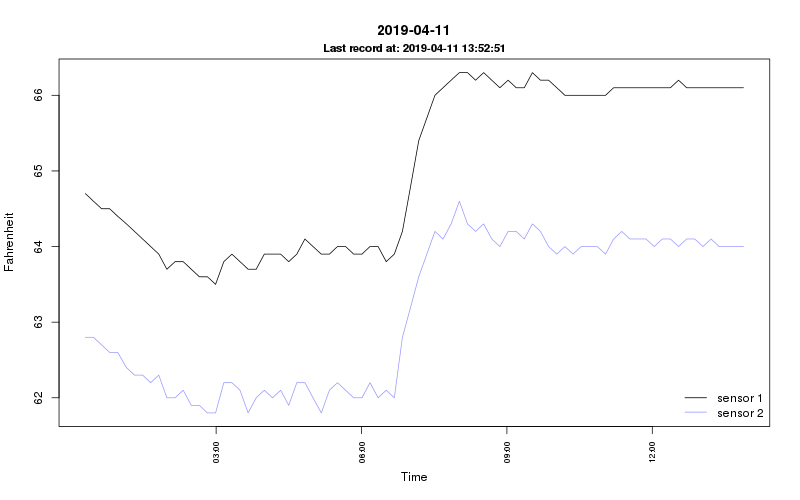 2019-04-11
Last record at: 2019-04-11 13:52:51
Fahrenheit
66
65
64
63
62
sensor 1
sensor 2
03:00
06:00
09:00
12:00
Time